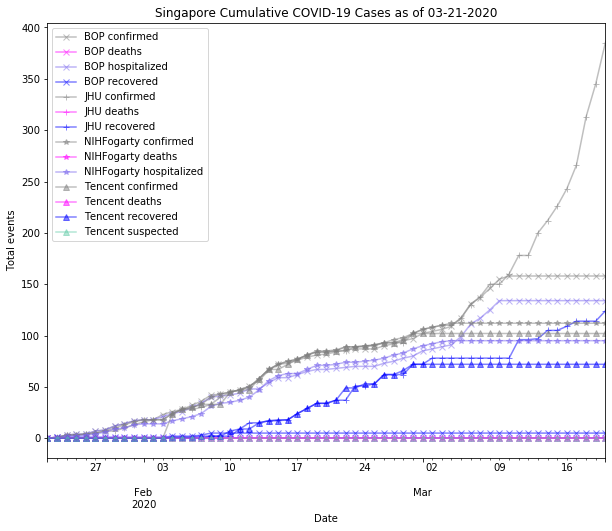 Singapore Cumulative COVID-19 Cases as of 03-21-2020
BOP confirmed
BOP deaths
BOP hospitalized
BOP recovered
JHU confirmed
JHU deaths
JHU recovered
NIHFogarty confirmed
NIHFogarty deaths
NIHFogarty hospitalized
Tencent confirmed
Tencent deaths
Tencent recovered
Tencent suspected
Total events
400
350
300
250
200
150
100
50
0
27 03 10 17 24 02 09 16
Feb Mar
2020
Date